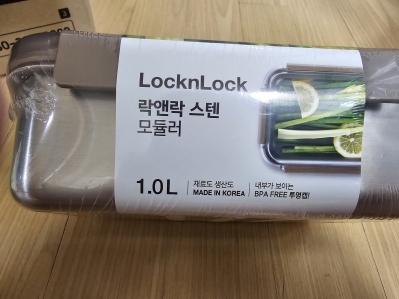 LocknLock
락앤락 스텐
모듈러
1.0L
재료도 생산도
MADE IN KOREA
내부가 보이는
BPA FREE 투명캡!